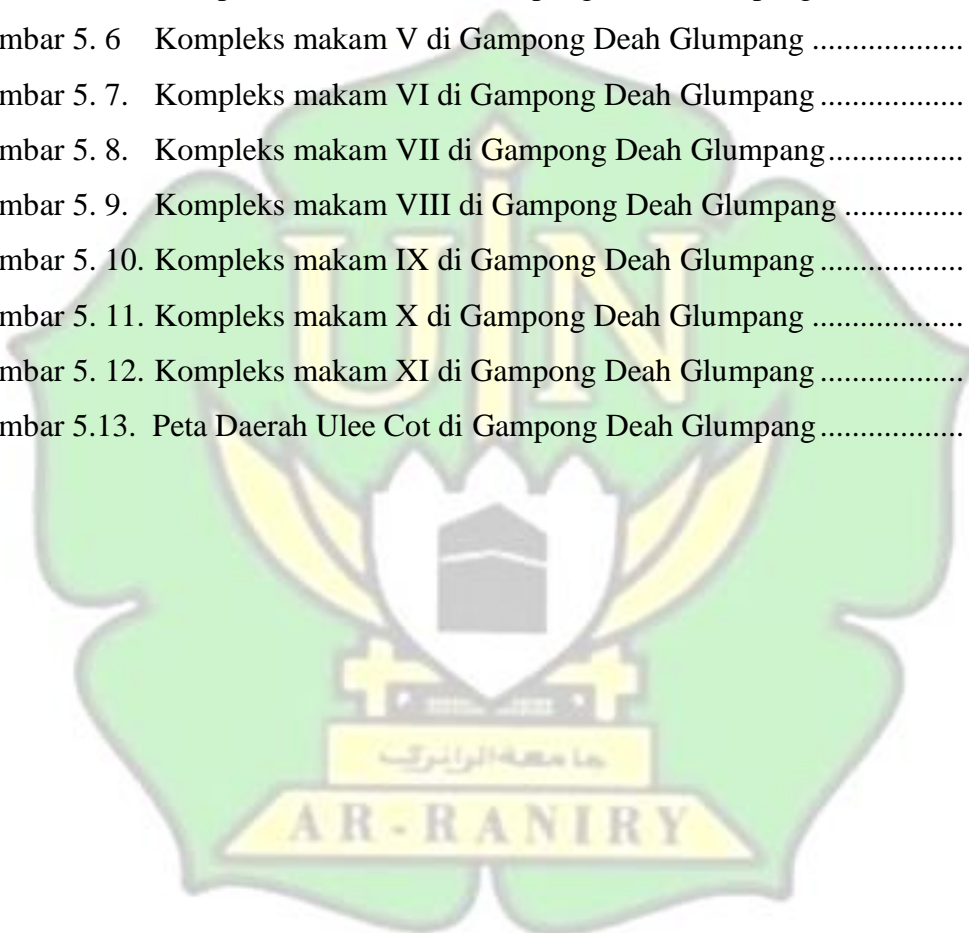 mbar 5. 6 Kompleks makam V di Gampong Deah Glumpang ..................
mbar 5. 7. Kompleks makam VI di Gampong Deah Glumpang ..................
mbar 5. 8. Kompleks makam VII di Gampong Deah Glumpang ..................
mbar 5. 9. Kompleks makam VIII di Gampong Deah Glumpang ...............
mbar 5. 10. Kompleks makam IX di Gampong Deah Glumpang ..................
mbar 5. 11. Kompleks makam X di Gampong Deah Glumpang ....................
mbar 5. 12. Kompleks makam XI di Gampong Deah Glumpang ..................
mbar 5.13. Peta Daerah Ulee Cot di Gampong Deah Glumpang ..................
UIN
جامعة الرانري
AR-RANIRY